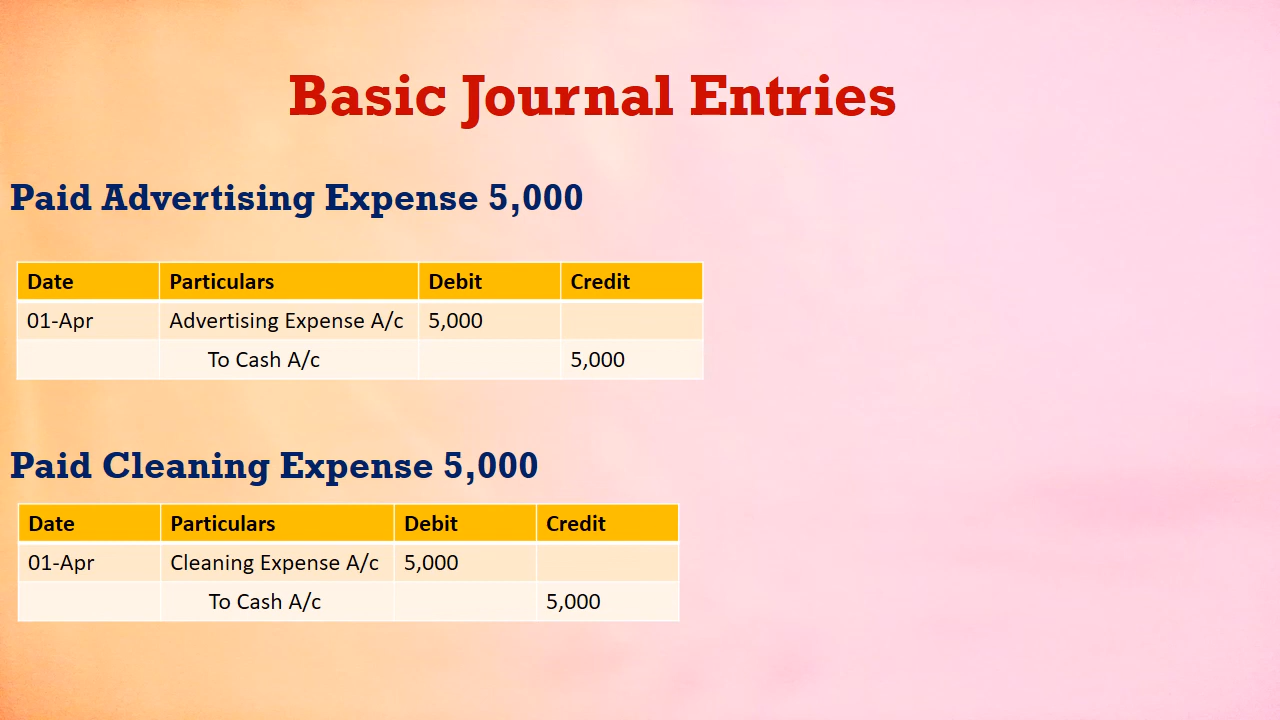 Basic Journal Entries
Paid Advertising Expense 5,000
Date Particulars Debit Credit
01-Apr Advertising Expense A/c 5,000
To Cash A/c 5,000
Paid Cleaning Expense 5,000
Date Particulars Debit Credit
01-Apr Cleaning Expense A/c 5,000
To Cash A/c 5,000